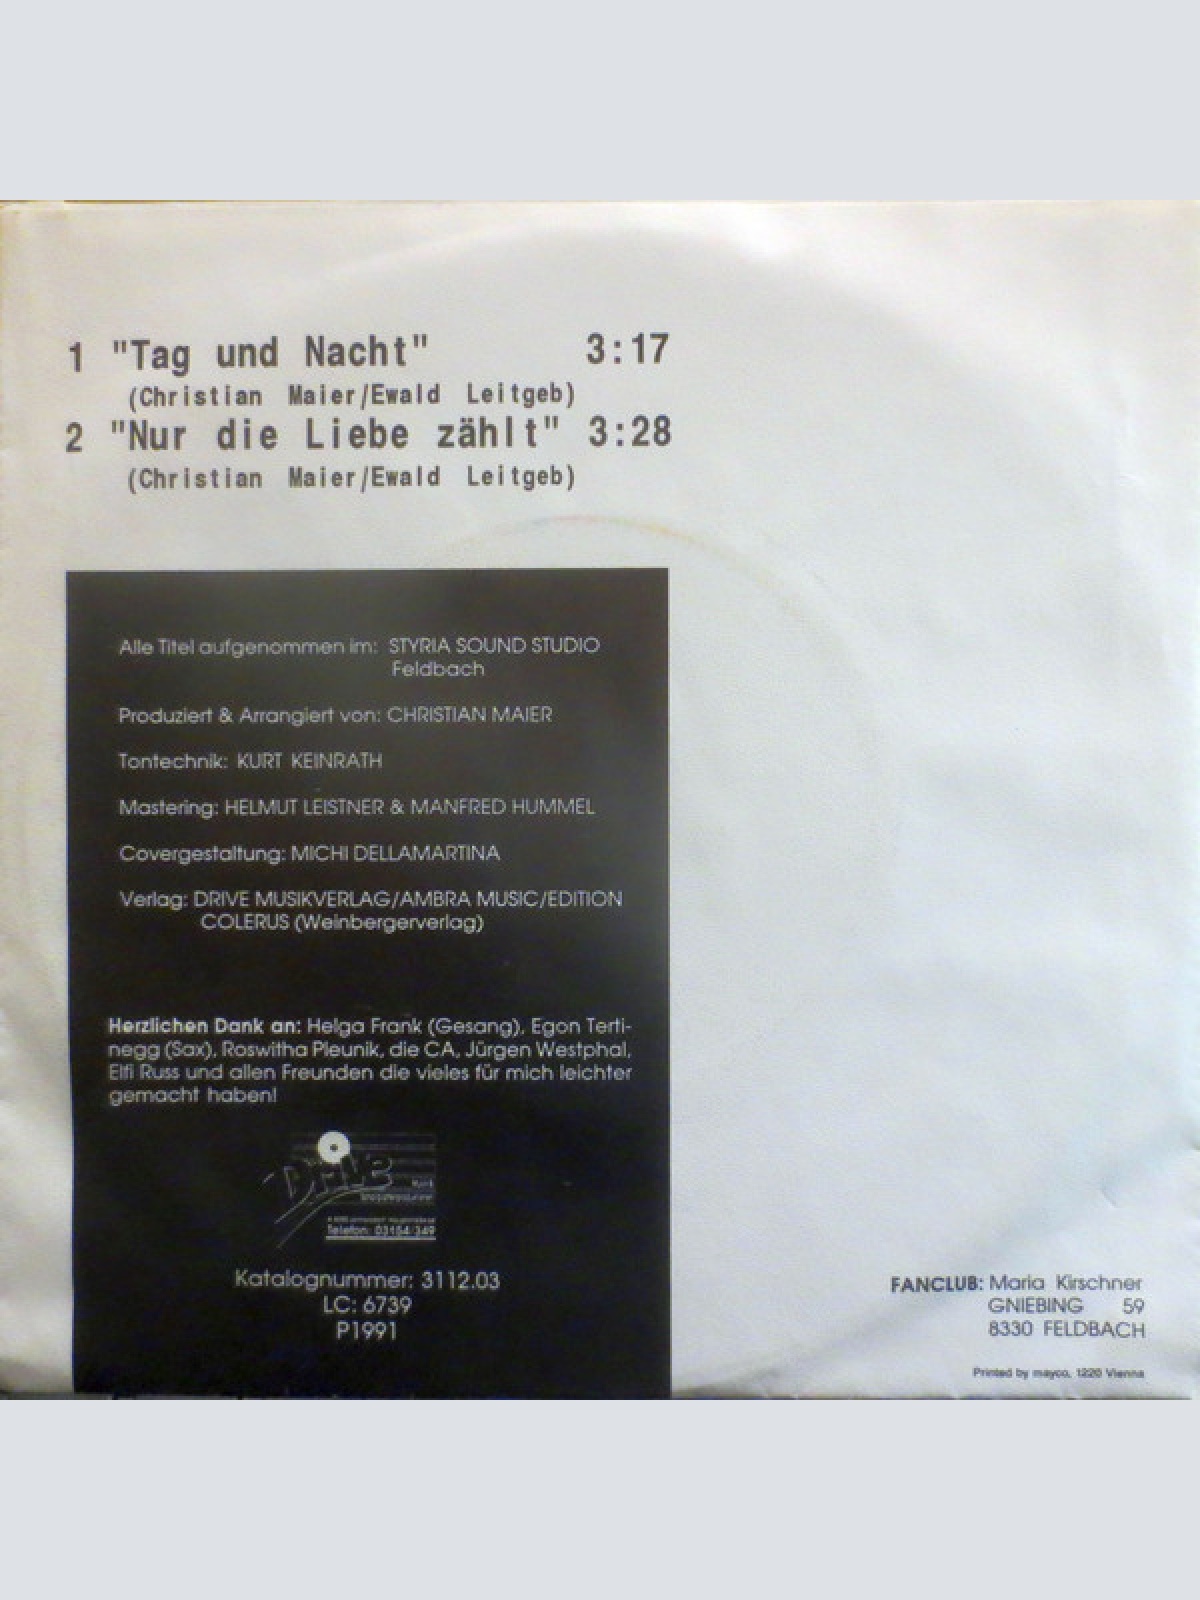 1 "Tag und Nacht" 3:17
(Christian Maier/Ewald Leitgeb)
2 "Nur die Liebe zählt" 3:28
(Christian Maier/Ewald Leitgeb)
Alle Titel aufgenommen im: STYRIA SOUND STUDIO
Feldbach
Produziert & Arrangiert von: CHRISTIAN MAIER
Tontechnik: KURT KEINRATH
Mastering: HELMUT LEISTNER & MANFRED HUMMEL
Covergestaltung: MICHI DELLAMARTINA
Verlag: DRIVE MUSIKVERLAG/AMBRA MUSIC/EDITION
COLERUS (Weinbergerverlag)
Herzlichen Dank an: Helga Frank (Gesang), Egon Terti-
negg (Sax), Roswitha Pleunik, die CA, Jürgen Westphal,
Elfi Russ und allen Freunden die vieles für mich leichter
gemacht haben!
DRIVE
Musik
Telefon: 03154/349
Katalognummer: 3112.03
LC: 6739
P1991
FANCLUB: Maria Kirschner
GNIEBING 59
8330 FELDBACH
Printed by mayco, 1220 Vienna